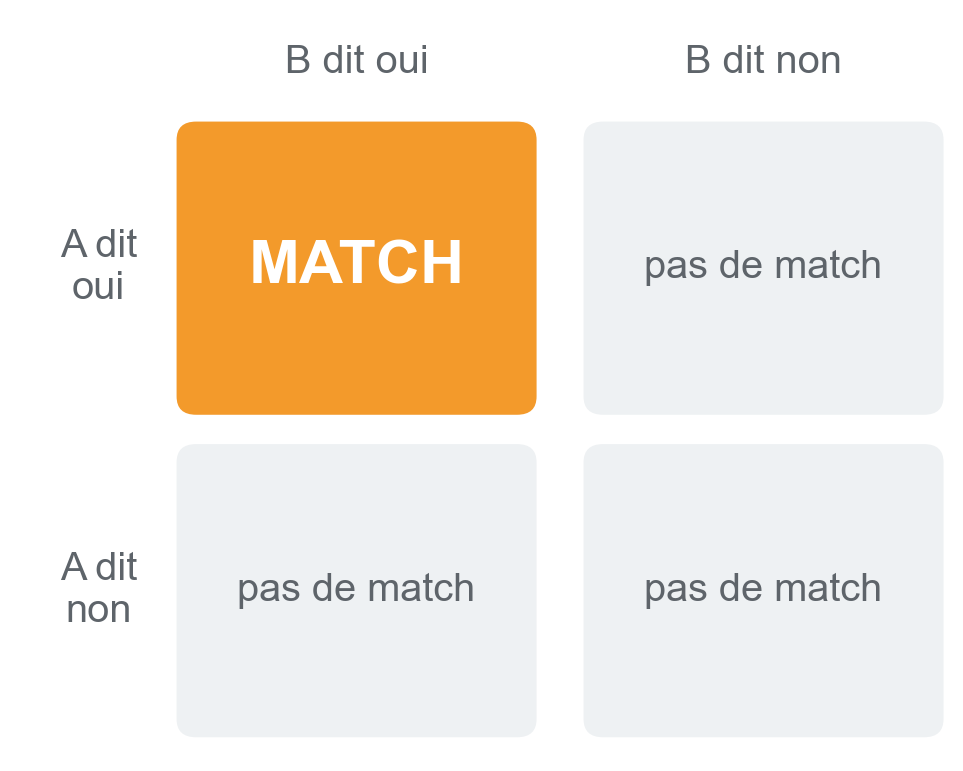 B dit oui
B dit non
A dit
oui
MATCH
pas de match
A dit
non
pas de match
pas de match